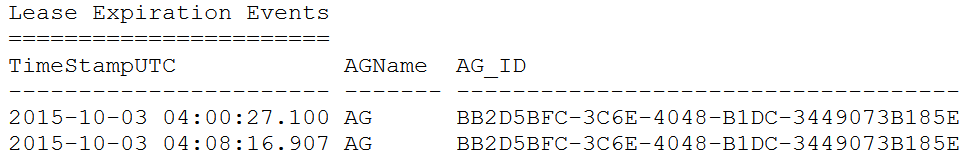 Lease Expiration Events
=======================
TimeStampUTC            AGName  AG_ID
----------------------- ------- ------------------------------------
2015-10-03 04:00:27.100 AG      BB2D5BFC-3C6E-4048-B1DC-3449073B185E
2015-10-03 04:08:16.907 AG      BB2D5BFC-3C6E-4048-B1DC-3449073B185E